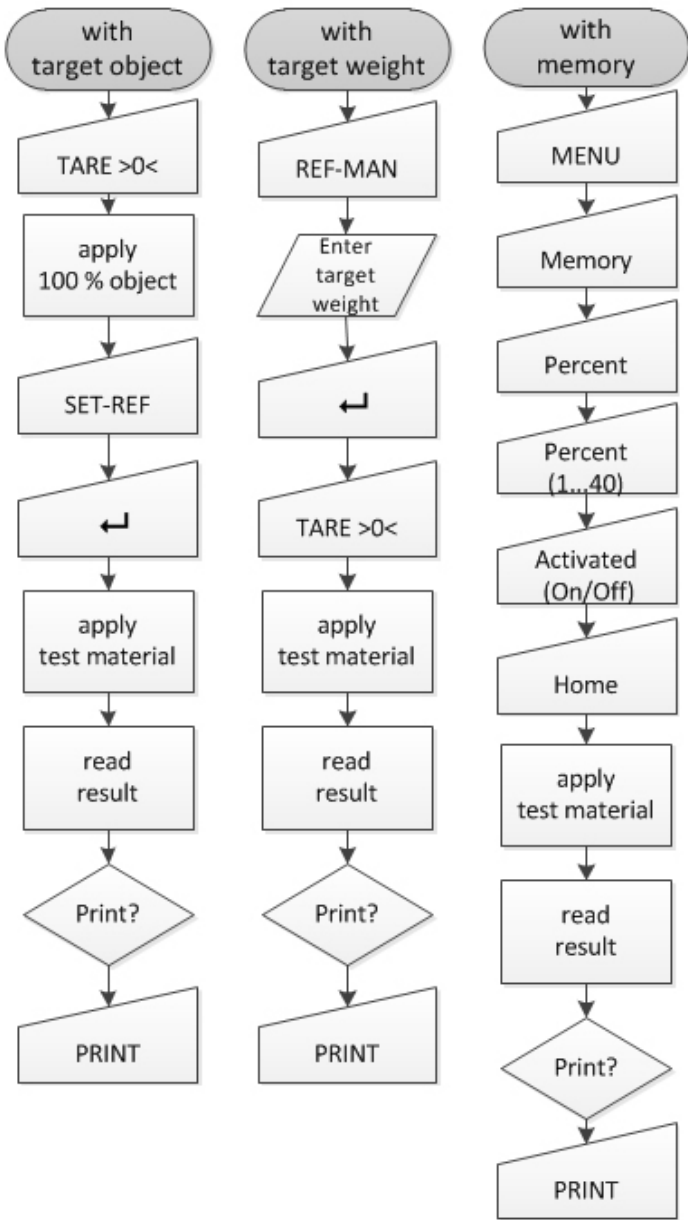 with
target object
TARE >0<
apply
100 % object
SET-REF
↵
apply
test material
read
result
Print?
PRINT
with
target weight
REF-MAN
Enter
target
weight
↵
TARE >0<
apply
test material
read
result
Print?
PRINT
with
memory
MENU
Memory
Percent
Percent
(1...40)
Activated
(On/Off)
Home
apply
test material
read
result
Print?
PRINT